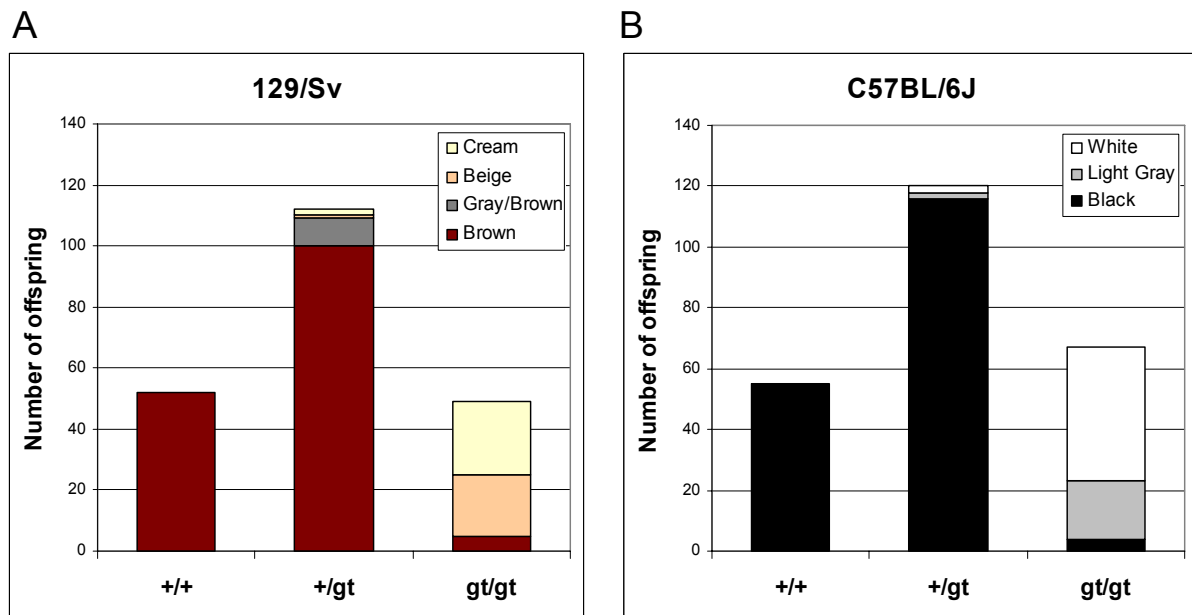 A
129/Sv
Number of offspring
140
120
100
80
60
40
20
0
Cream
Beige
Gray/Brown
Brown
+/+ +/gt gt/gt
B
C57BL/6J
Number of offspring
140
120
100
80
60
40
20
0
White
Light Gray
Black
+/+ +/gt gt/gt